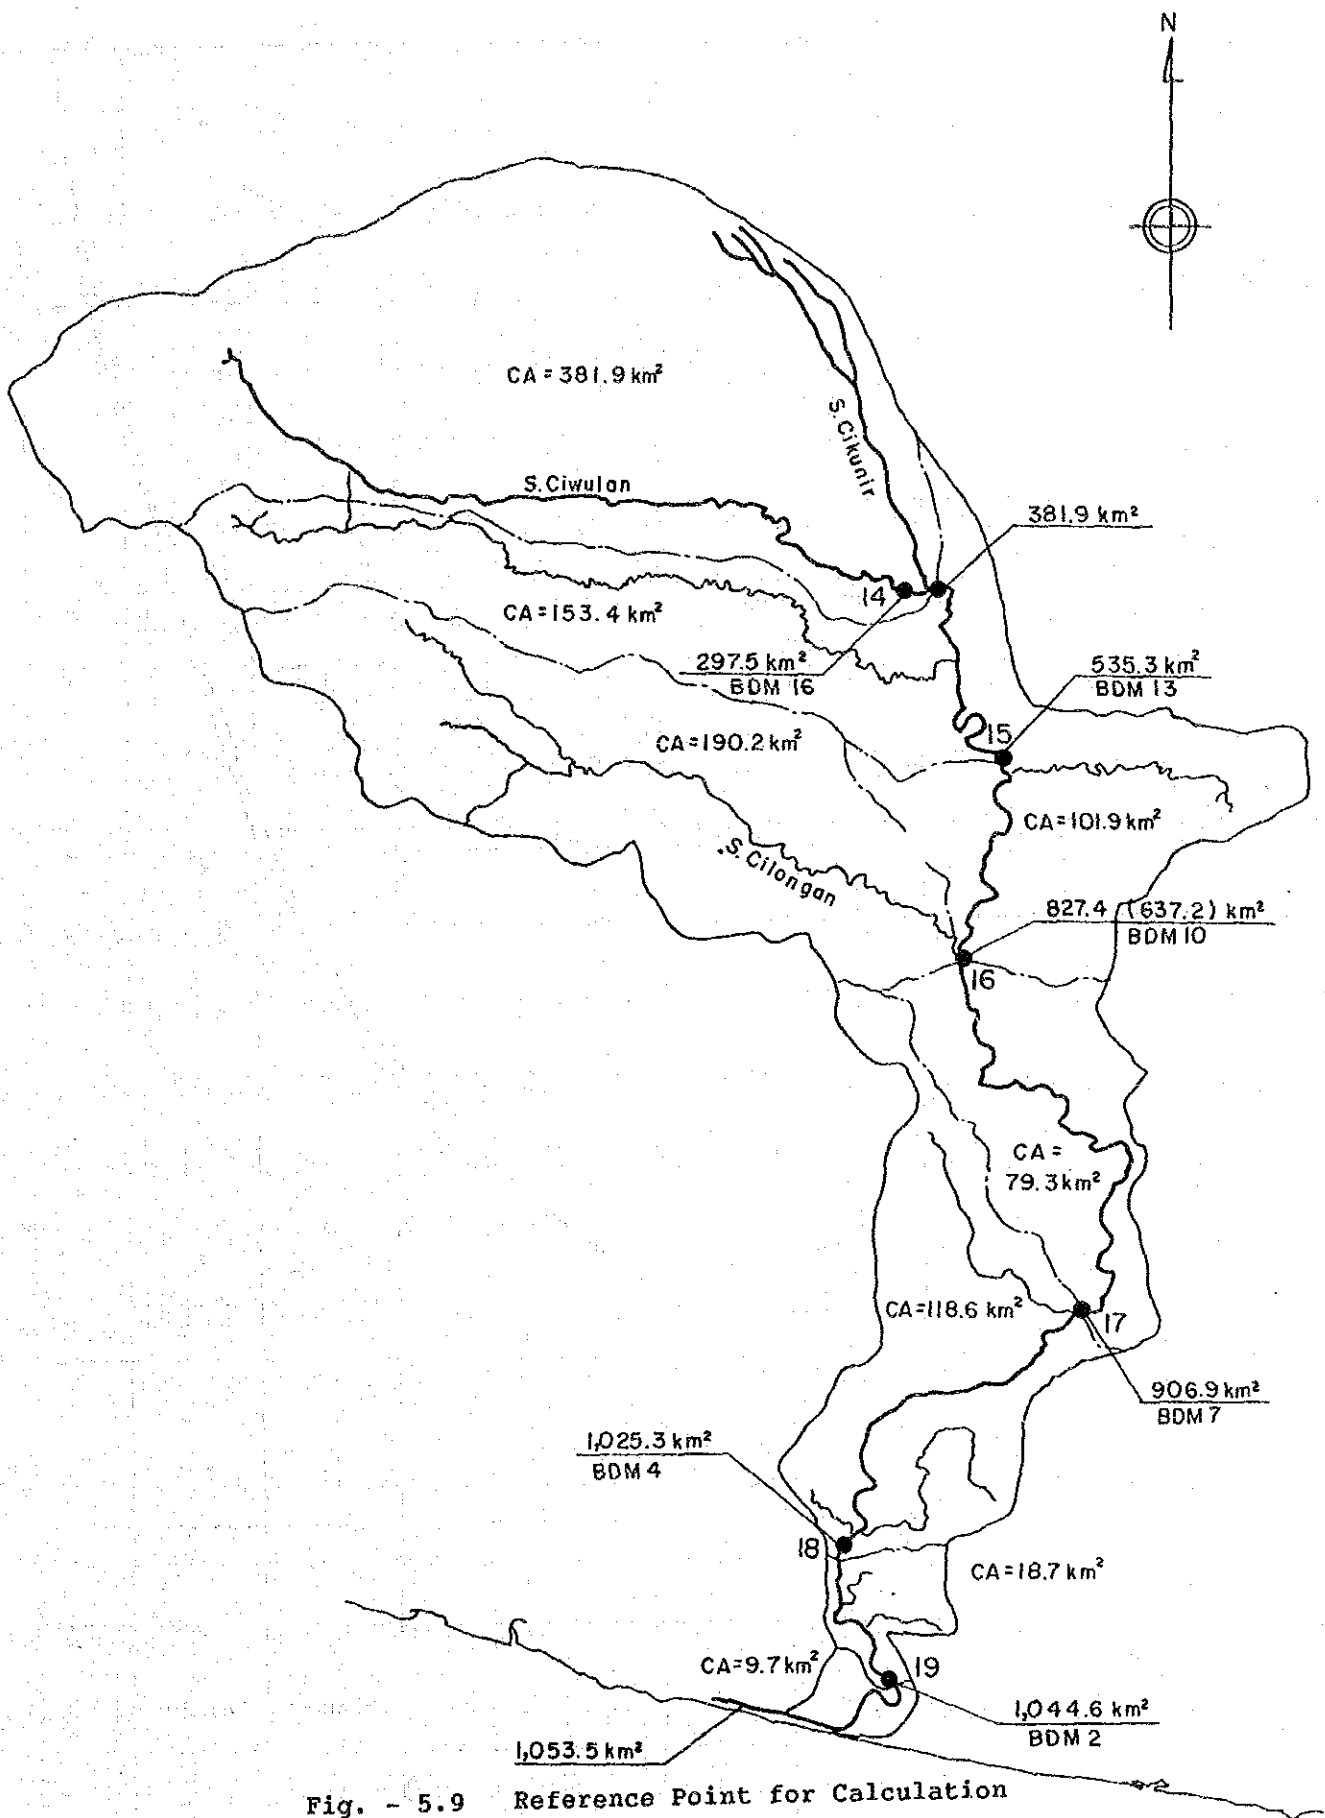 N
CA = 381.9 km²
S. Cikunir
S. Ciwulan
381.9 km²
14
CA = 153.4 km²
297.5 km²
BDM 16
535.3 km²
BDM 13
15
CA = 190.2 km²
CA = 101.9 km²
S. Cilongan
827.4 (637.2) km²
BDM 10
16
CA =
79.3 km²
CA = 118.6 km²
17
906.9 km²
BDM 7
1,025.3 km²
BDM 4
18
CA = 18.7 km²
CA = 9.7 km²
19
1,044.6 km²
BDM 2
1,053.5 km²
Fig. - 5.9 Reference Point for Calculation